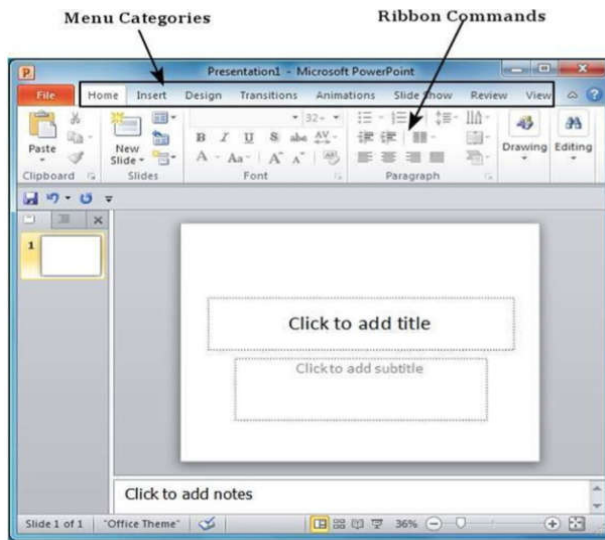 Menu Categories
Ribbon Commands
Presentation1 - Microsoft PowerPoint
File Home Insert Design Transitions Animations Slide Show Review View
32
B I U S abc AV
Paste New Slide Drawing Editing
A Aa A A
Clipboard Slides Font Paragraph
1
Click to add title
Click to add subtitle
Click to add notes
Slide 1 of 1 "Office Theme" 36%